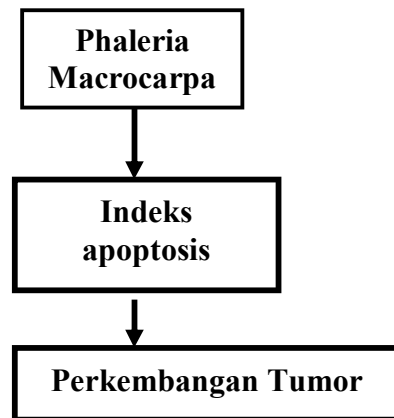 Phaleria
Macrocarpa
Indeks
apoptosis
Perkembangan Tumor